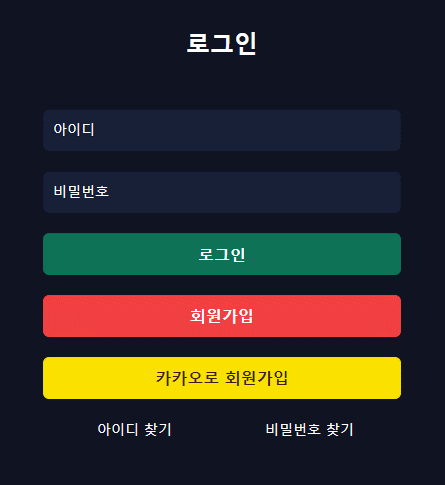 로그인
아이디
비밀번호
로그인
회원가입
카카오로 회원가입
아이디 찾기 비밀번호 찾기